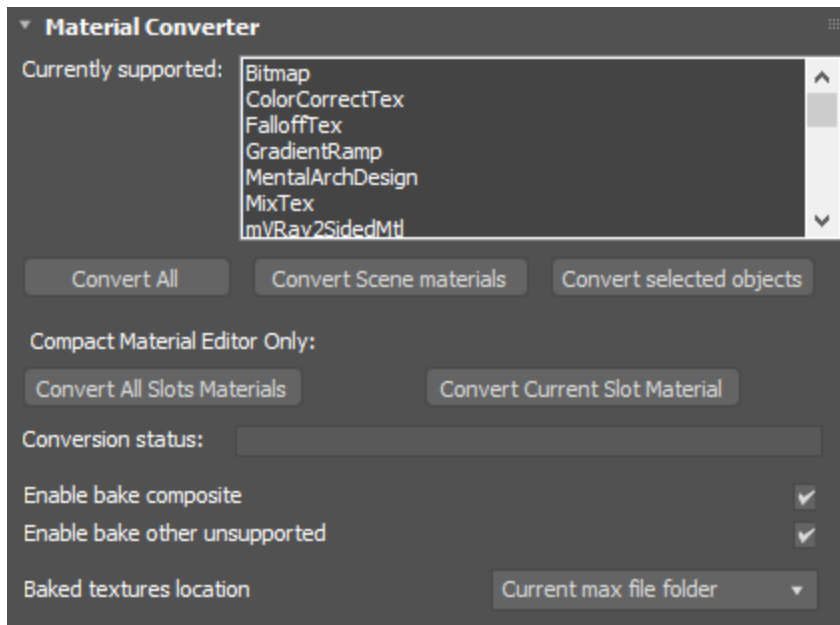 Material Converter
Currently supported:
Bitmap
ColorCorrectTex
FalloffTex
GradientRamp
MentalArchDesign
MixTex
mVRay2SidedMtl
Convert All
Convert Scene materials
Convert selected objects
Compact Material Editor Only:
Convert All Slots Materials
Convert Current Slot Material
Conversion status:
Enable bake composite
Enable bake other unsupported
Baked textures location
Current max file folder